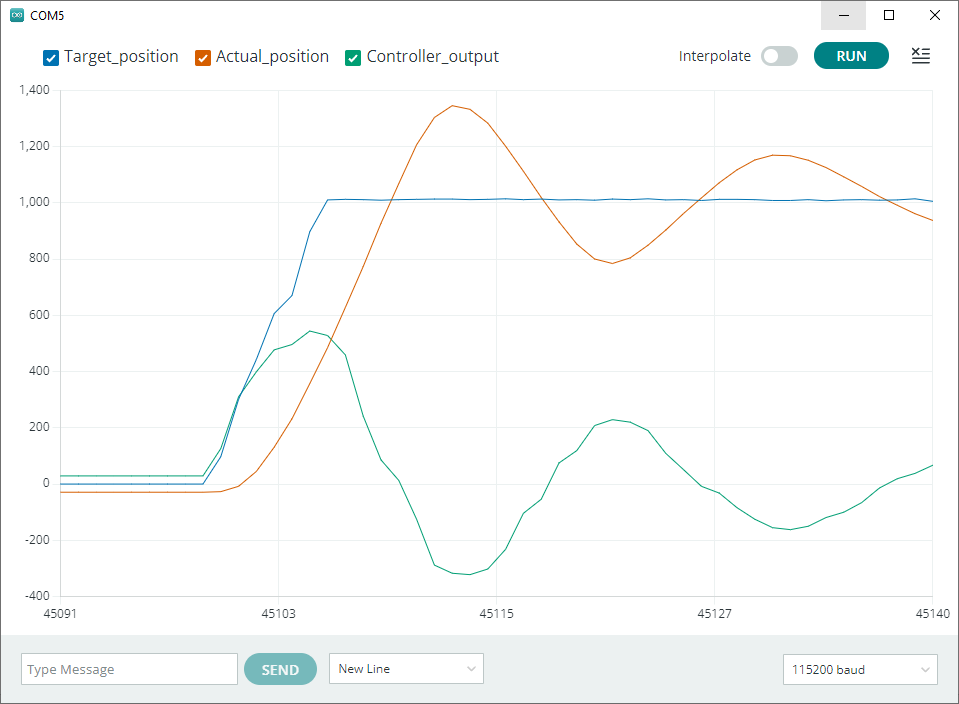 COM5
Target_position Actual_position Controller_output Interpolate RUN
1,400
1,200
1,000
800
600
400
200
0
-200
-400
45091 45103 45115 45127 45140
Type Message SEND New Line 115200 baud